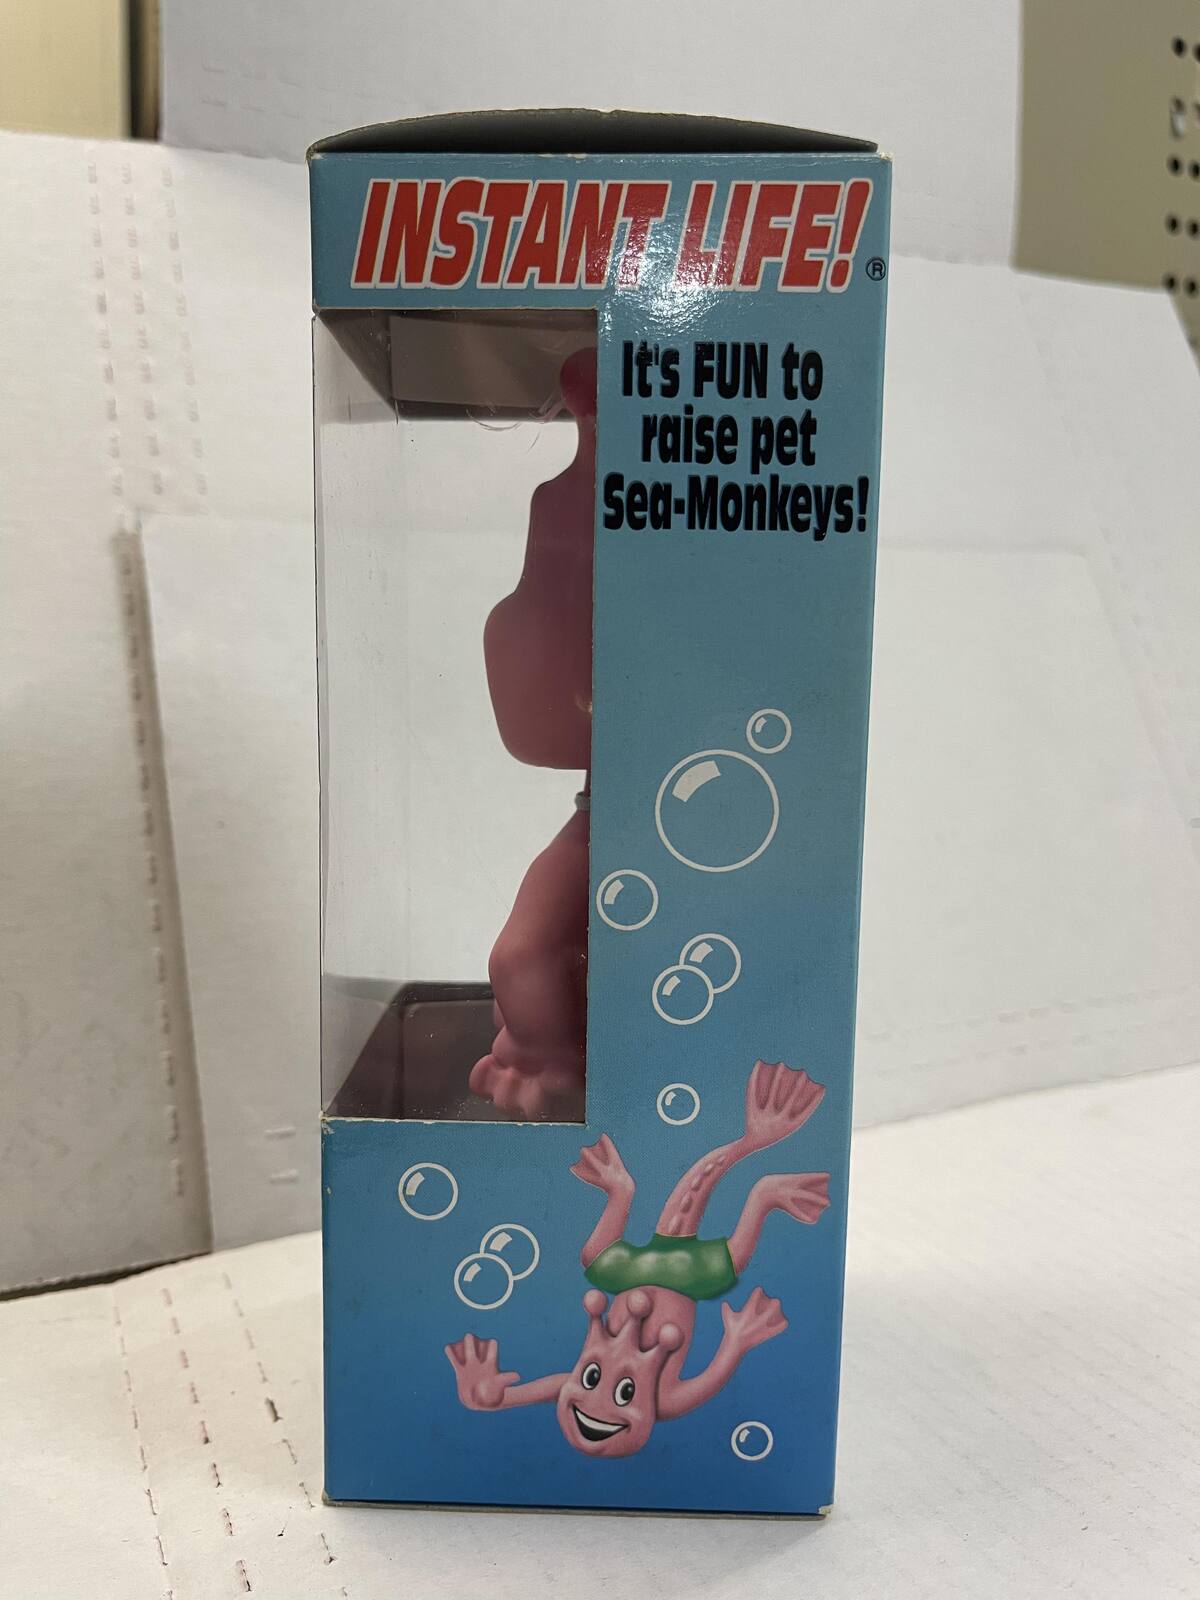 INSTANT LIFE!®
It's FUN to
raise pet
Sea-Monkeys!